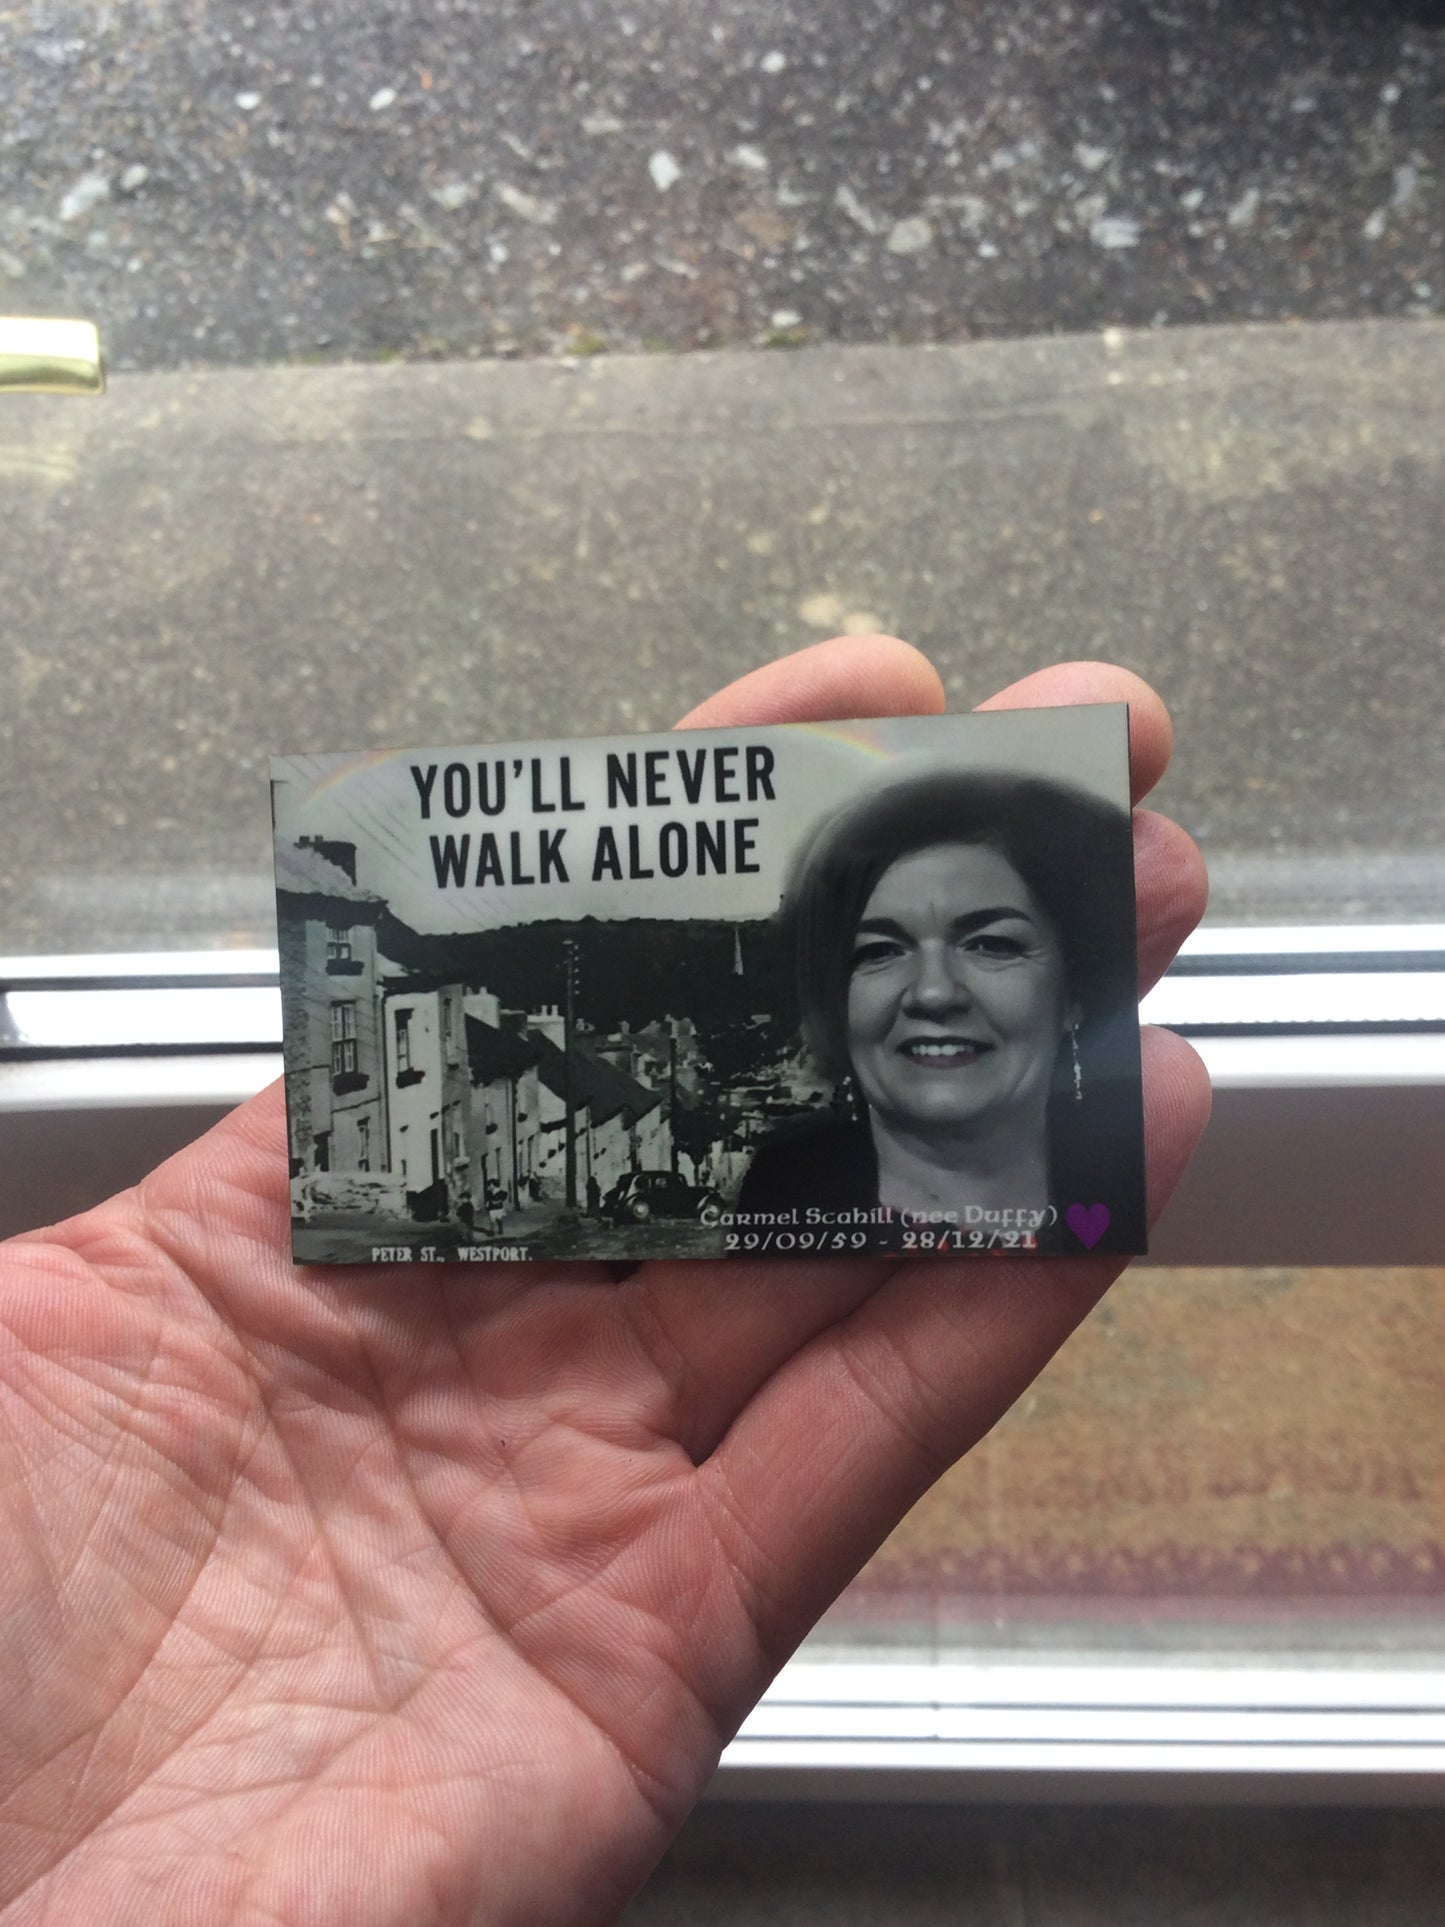 YOU'LL NEVER
WALK ALONE
Carmel Scahill (nee Duffy)
29/09/59 - 28/12/21
PETER ST., WESTPORT.